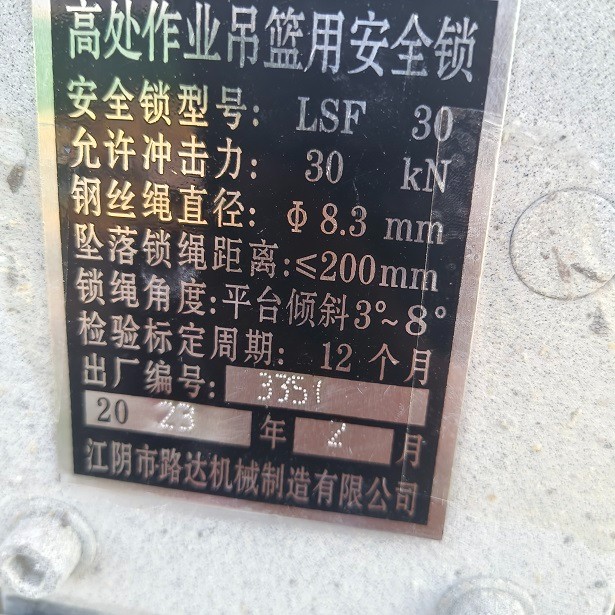 高处作业吊篮用安全锁
安全锁型号: LSF 30
允许冲击力: 30 kN
钢丝绳直径: Φ8.3 mm
坠落锁绳距离:≤200mm
锁绳角度:平台倾斜3°~8°
检验标定周期: 12 个月
出厂编号: 3351
2023 年 2 月
江阴市路达机械制造有限公司